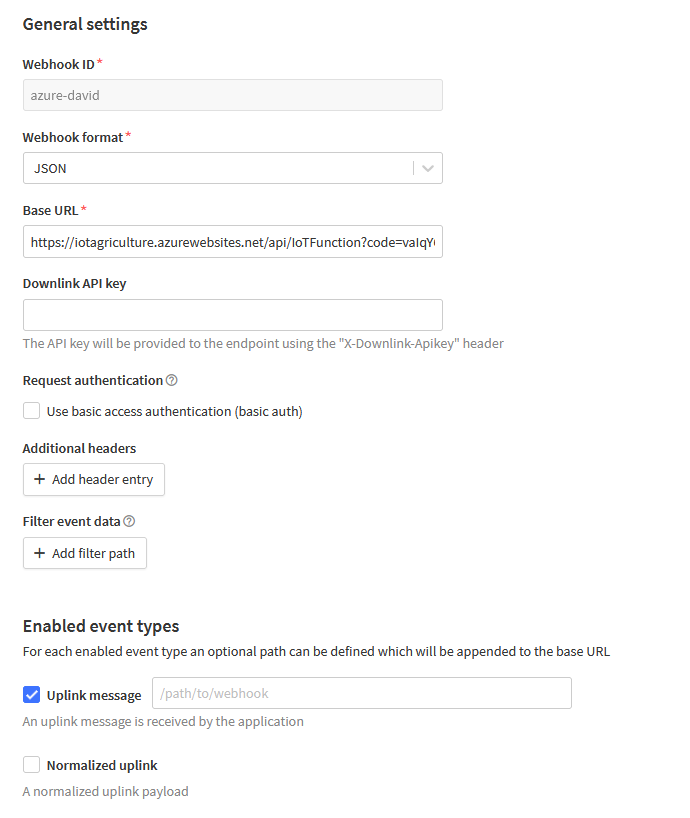 General settings
Webhook ID *
azure-david
Webhook format *
JSON
Base URL *
https://iotagriculture.azurewebsites.net/api/IoTFunction?code=vaIqY
Downlink API key
The API key will be provided to the endpoint using the "X-Downlink-Apikey" header
Request authentication
Use basic access authentication (basic auth)
Additional headers
+ Add header entry
Filter event data
+ Add filter path
Enabled event types
For each enabled event type an optional path can be defined which will be appended to the base URL
Uplink message /path/to/webhook
An uplink message is received by the application
Normalized uplink
A normalized uplink payload